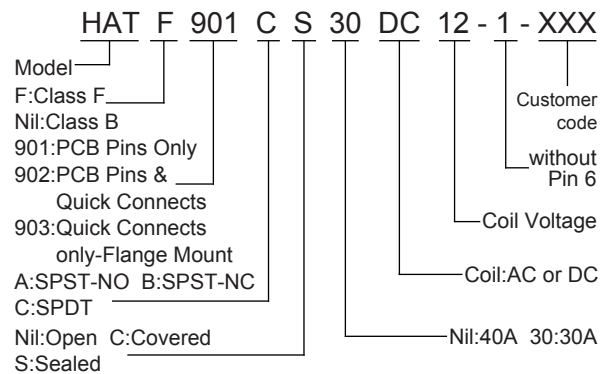 HAT F 901 C S 30 DC 12 - 1 - XXX
Model
F:Class F
Nil:Class B
901:PCB Pins Only
902:PCB Pins &
Quick Connects
903:Quick Connects
only-Flange Mount
A:SPST-NO B:SPST-NC
C:SPDT
Nil:Open C:Covered
S:Sealed
Customer
code
without
Pin 6
Coil Voltage
Coil:AC or DC
Nil:40A 30:30A